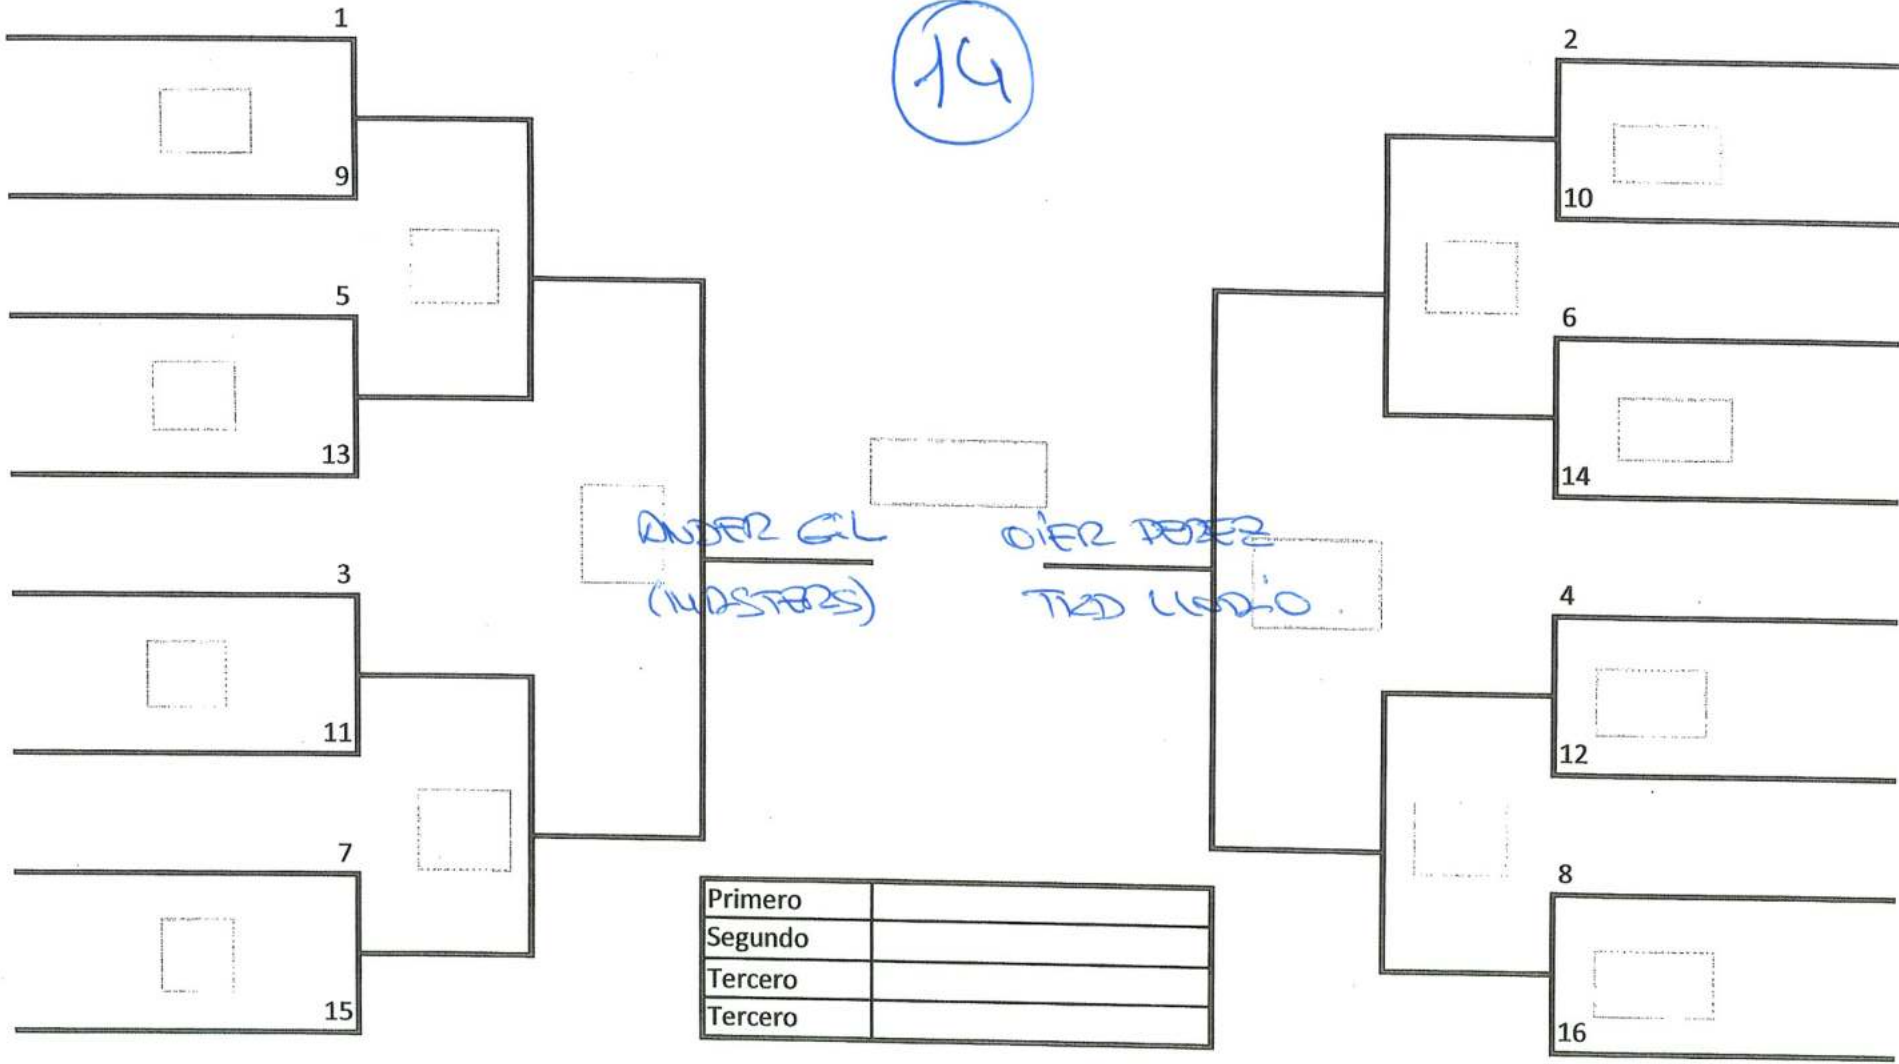 14
1
9
5
13
3
11
7
15
2
10
6
14
4
12
8
16
ANDER GIL
(MASTERS)
OIER PEREZ
TKD LLODIO
Primero
Segundo
Tercero
Tercero